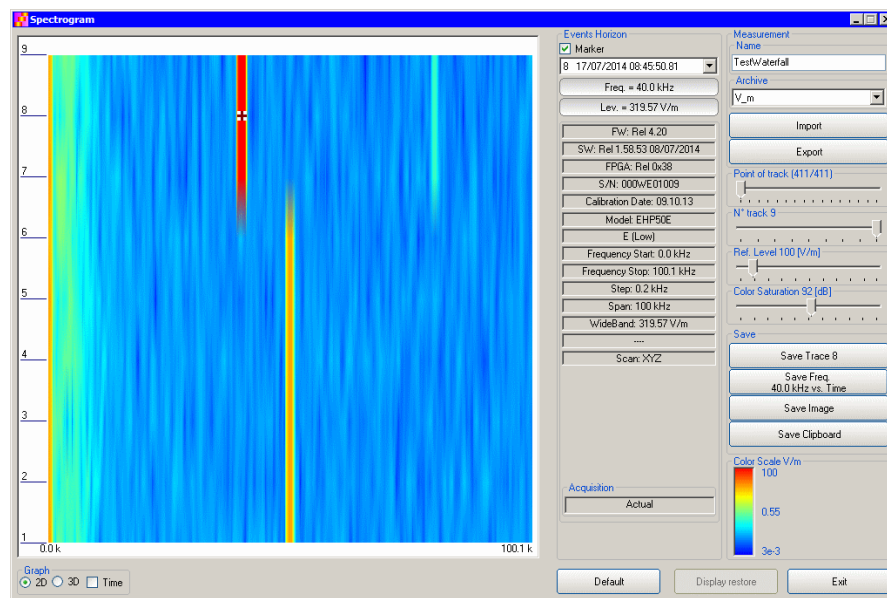 Spectrogram
9
8
7
6
5
4
3
2
1
0.0 k
100.1 k
Graph
2D
3D
Time
Events Horizon
Marker
8 17/07/2014 08:45:50.81
Freq. = 40.0 kHz
Lev. = 319.57 V/m
FW: Rel 4.20
SW: Rel 1.58.53 08/07/2014
FPGA: Rel 0x38
S/N: 000WE01009
Calibration Date: 09.10.13
Model: EHP50E
E (Low)
Frequency Start: 0.0 kHz
Frequency Stop: 100.1 kHz
Step: 0.2 kHz
Span: 100 kHz
WideBand: 319.57 V/m
----
Scan: XYZ
Acquisition
Actual
Measurement
Name
TestWaterfall
Archive
V_m
Import
Export
Point of track (411/411)
N° track 9
Ref. Level 100 [V/m]
Color Saturation 92 [dB]
Save
Save Trace 8
Save Freq.
40.0 kHz vs. Time
Save Image
Save Clipboard
Color Scale V/m
100
0.55
3e-3
Default
Display restore
Exit